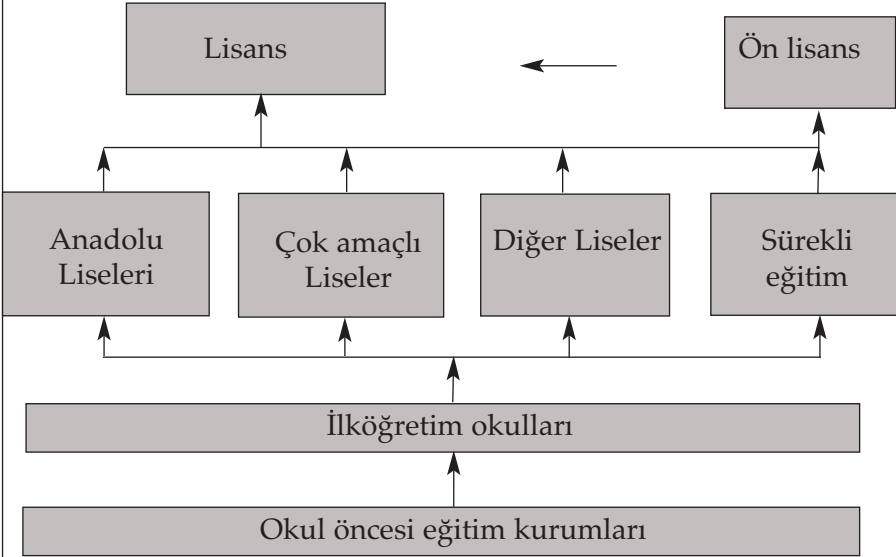 Lisans
Ön lisans
Anadolu
Liseleri
Çok amaçlı
Liseler
Diğer Liseler
Sürekli
eğitim
İlköğretim okulları
Okul öncesi eğitim kurumları